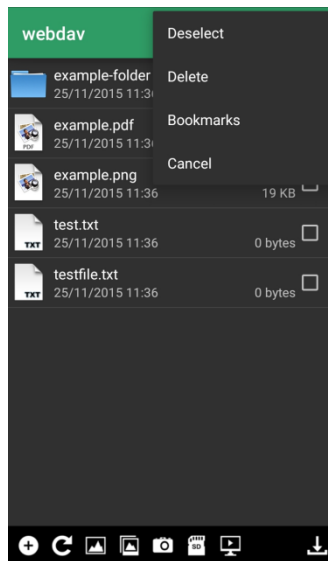 webdav
Deselect
Delete
Bookmarks
Cancel
example-folder
25/11/2015 11:3
example.pdf
25/11/2015 11:3
PDF
example.png
25/11/2015 11:36
19 KB
test.txt
25/11/2015 11:36
0 bytes
TXT
testfile.txt
25/11/2015 11:36
0 bytes
TXT
SD